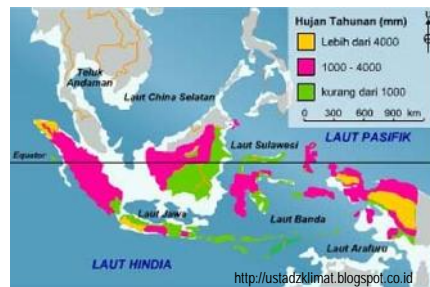 Hujan Tahunan (mm)
Lebih dari 4000
1000 - 4000
kurang dari 1000
0 300 600 900 km
Teluk
Andaman
Laut China Selatan
Laut Sulawesi
LAUT PASIFIK
Equator
Laut Jawa
Laut Banda
Laut Arafuru
LAUT HINDIA
http://ustadzklimat.blogspot.co.id